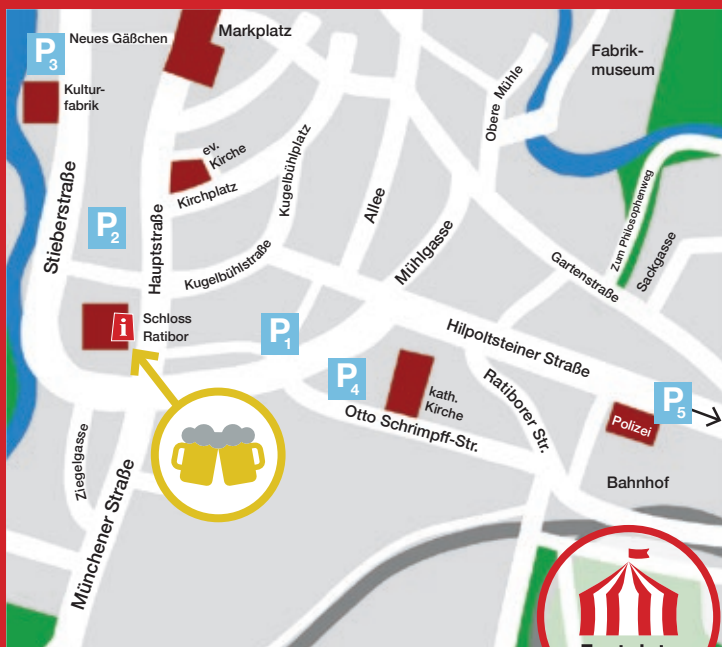 Markplatz
Neues Gäßchen
P3
Kultur-
fabrik
Fabrik-
museum
Obere Mühle
ev.
Kirche
Kirchplatz
Kugelbühlplatz
Allee
Mühlgasse
Stieberstraße
P2
Hauptstraße
Kugelbühlstraße
Zum Philosophenweg
Sackgasse
Gartenstraße
i
Schloss
Ratibor
P1
Hilpoltsteiner Straße
P4
kath.
Kirche
Ratiborer Str.
P5
Polizei
Otto Schrimpff-Str.
Ziegelgasse
Münchener Straße
Bahnhof